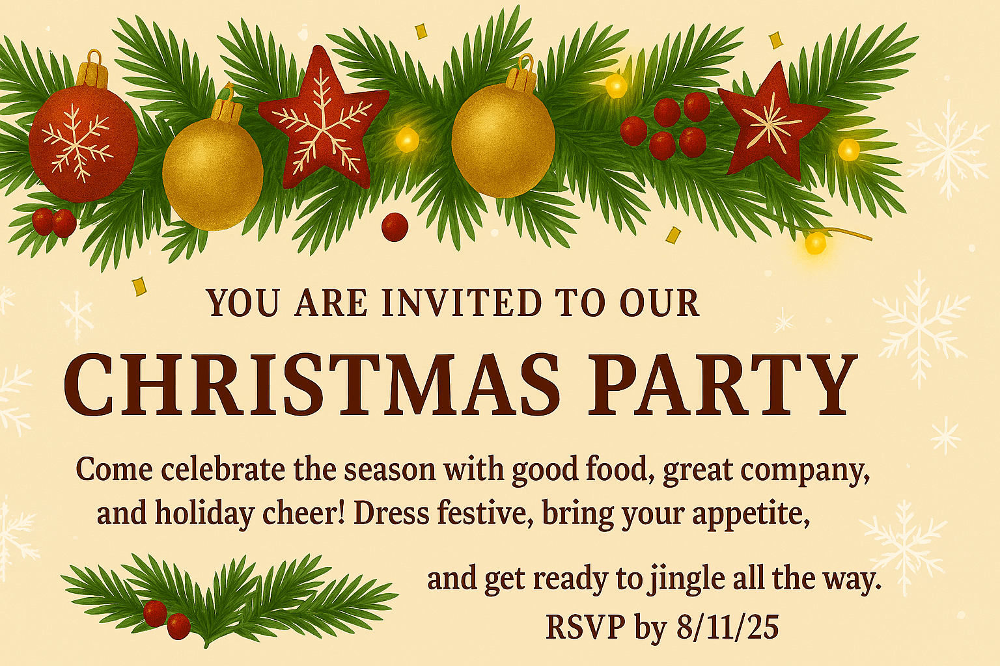 YOU ARE INVITED TO OUR
CHRISTMAS PARTY
Come celebrate the season with good food, great company,
and holiday cheer! Dress festive, bring your appetite,
and get ready to jingle all the way.
RSVP by 8/11/25